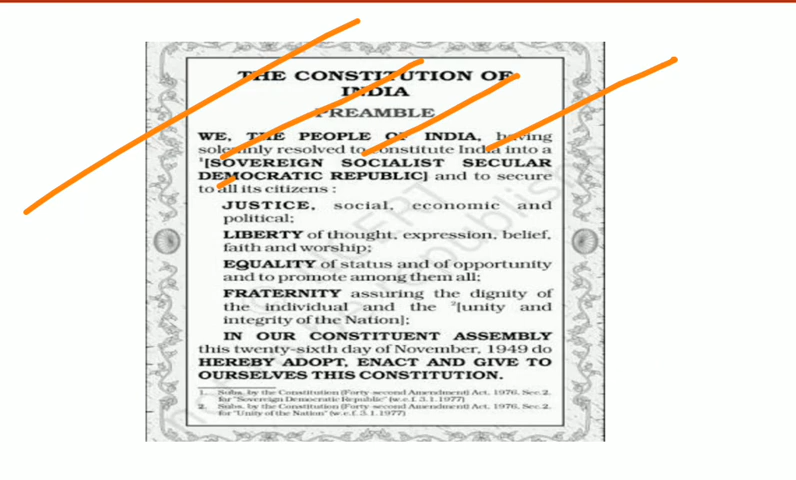 THE CONSTITUTION OF
INDIA
PREAMBLE
WE, THE PEOPLE OF INDIA, having
solemnly resolved to constitute India into a
¹[SOVEREIGN SOCIALIST SECULAR
DEMOCRATIC REPUBLIC] and to secure
to all its citizens :
JUSTICE, social, economic and
political;
LIBERTY of thought, expression, belief,
faith and worship;
EQUALITY of status and of opportunity
and to promote among them all;
FRATERNITY assuring the dignity of
the individual and the ²[unity and
integrity of the Nation];
IN OUR CONSTITUENT ASSEMBLY
this twenty-sixth day of November, 1949 do
HEREBY ADOPT, ENACT AND GIVE TO
OURSELVES THIS CONSTITUTION.
1. Subs. by the Constitution (Forty-second Amendment) Act, 1976, Sec.2,
for "Sovereign Democratic Republic" (w.e.f. 3.1.1977)
2. Subs. by the Constitution (Forty-second Amendment) Act, 1976, Sec.2,
for "Unity of the Nation" (w.e.f. 3.1.1977)